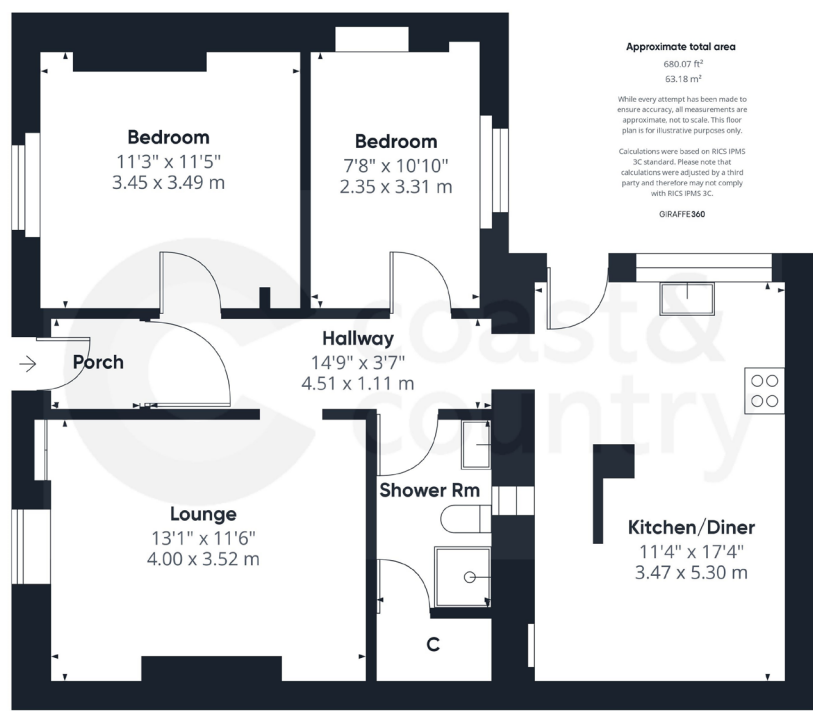 Approximate total area
680.07 ft²
63.18 m²
While every attempt has been made to
ensure accuracy, all measurements are
approximate, not to scale. This floor
plan is for illustrative purposes only.
Calculations were based on RICS IPMS
3C standard. Please note that
calculations were adjusted by a third
party and therefore may not comply
with RICS IPMS 3C.
GIRAFFE360
Bedroom
11'3" x 11'5"
3.45 x 3.49 m
Bedroom
7'8" x 10'10"
2.35 x 3.31 m
Porch
Hallway
14'9" x 3'7"
4.51 x 1.11 m
coast &
country
Lounge
13'1" x 11'6"
4.00 x 3.52 m
Shower Rm
C
Kitchen/Diner
11'4" x 17'4"
3.47 x 5.30 m